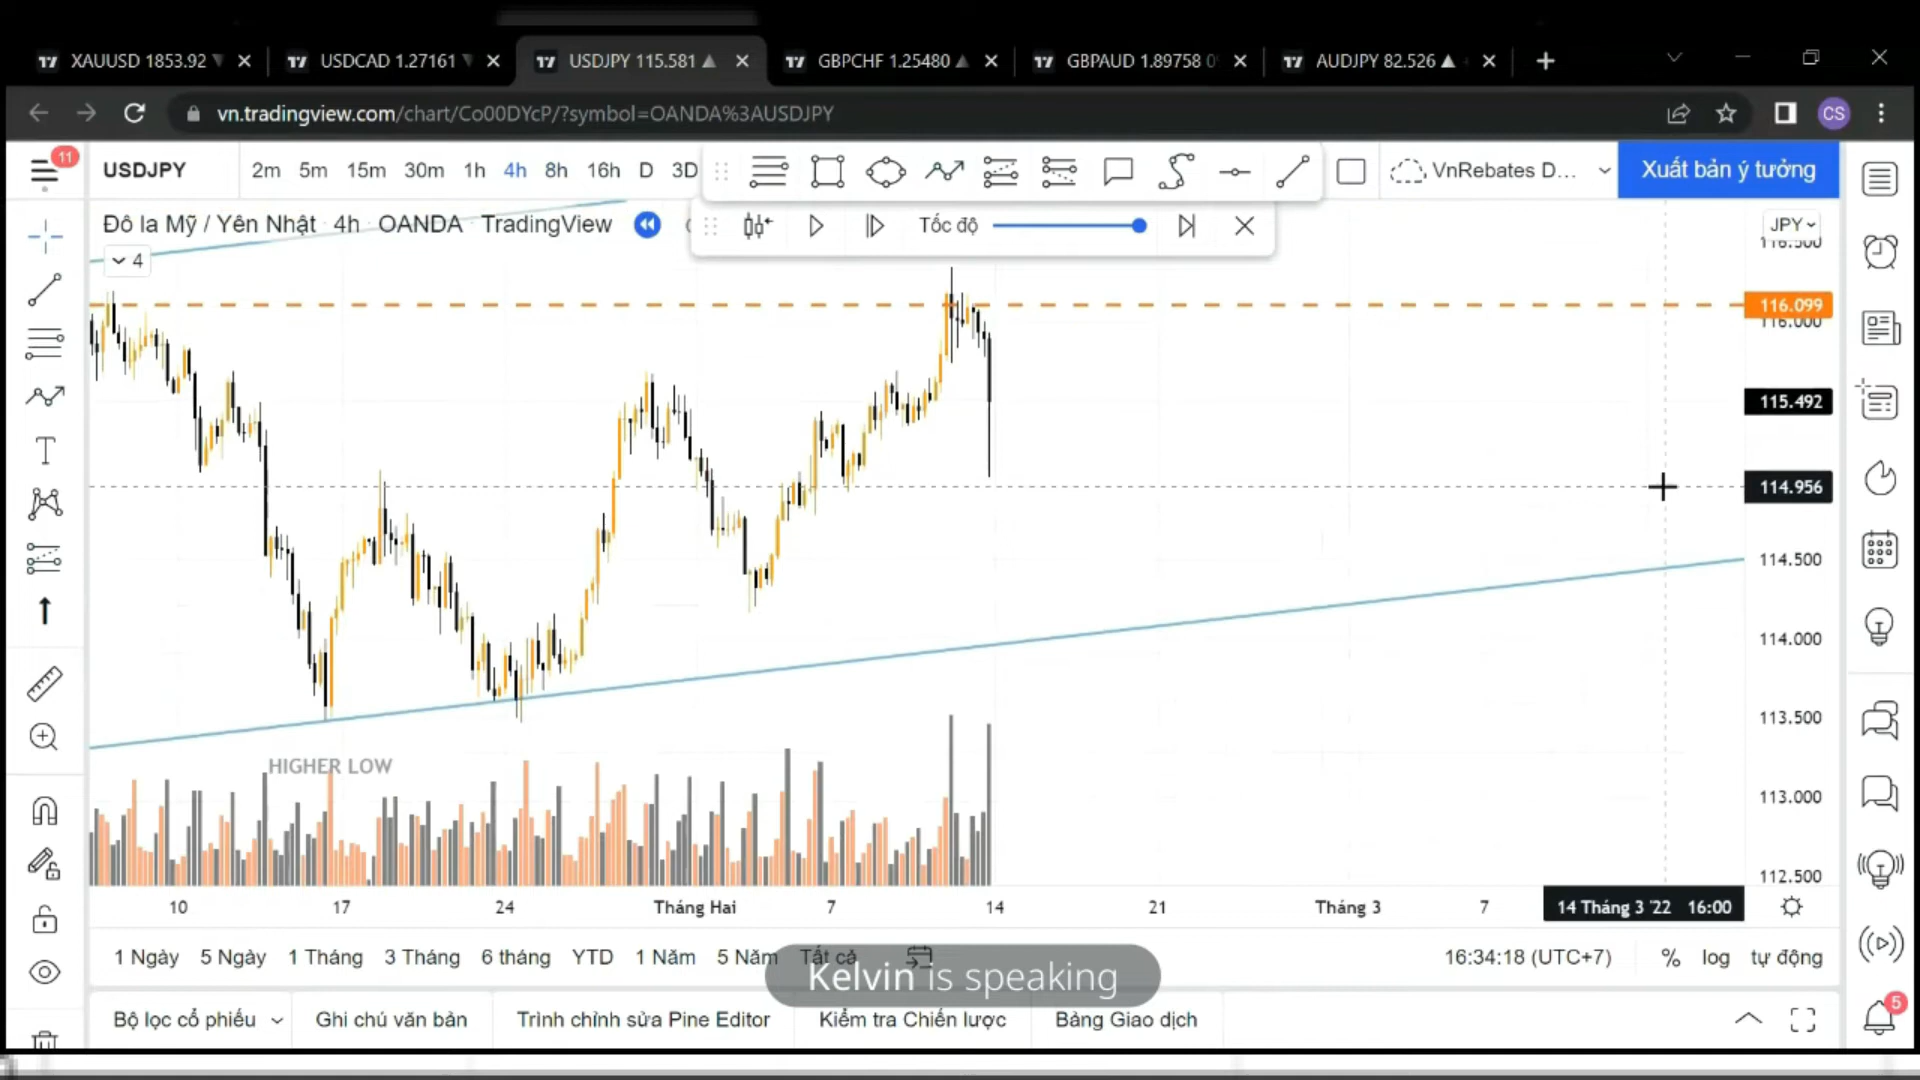 XAUUSD 1853.92
USDCAD 1.27161
USDJPY 115.581
GBPCHF 1.25480
GBPAUD 1.89758
AUDJPY 82.526
vn.tradingview.com/chart/Co00DYcP/?symbol=OANDA%3AUSDJPY
CS
11
USDJPY
2m 5m 15m 30m 1h 4h 8h 16h D 3D
VnRebates D...
Xuất bản ý tưởng
Đô la Mỹ / Yên Nhật · 4h · OANDA · TradingView
Tốc độ
JPY
4
116.500
116.099
116.000
115.492
114.956
114.500
114.000
113.500
HIGHER LOW
113.000
112.500
10 17 24 Tháng Hai 7 14 21 Tháng 3 7 14 Tháng 3 '22 16:00
1 Ngày 5 Ngày 1 Tháng 3 Tháng 6 tháng YTD 1 Năm 5 Năm Tất cả
16:34:18 (UTC+7) % log tự động
Kelvin is speaking
Bộ lọc cổ phiếu Ghi chú văn bản Trình chỉnh sửa Pine Editor Kiểm tra Chiến lược Bảng Giao dịch
5